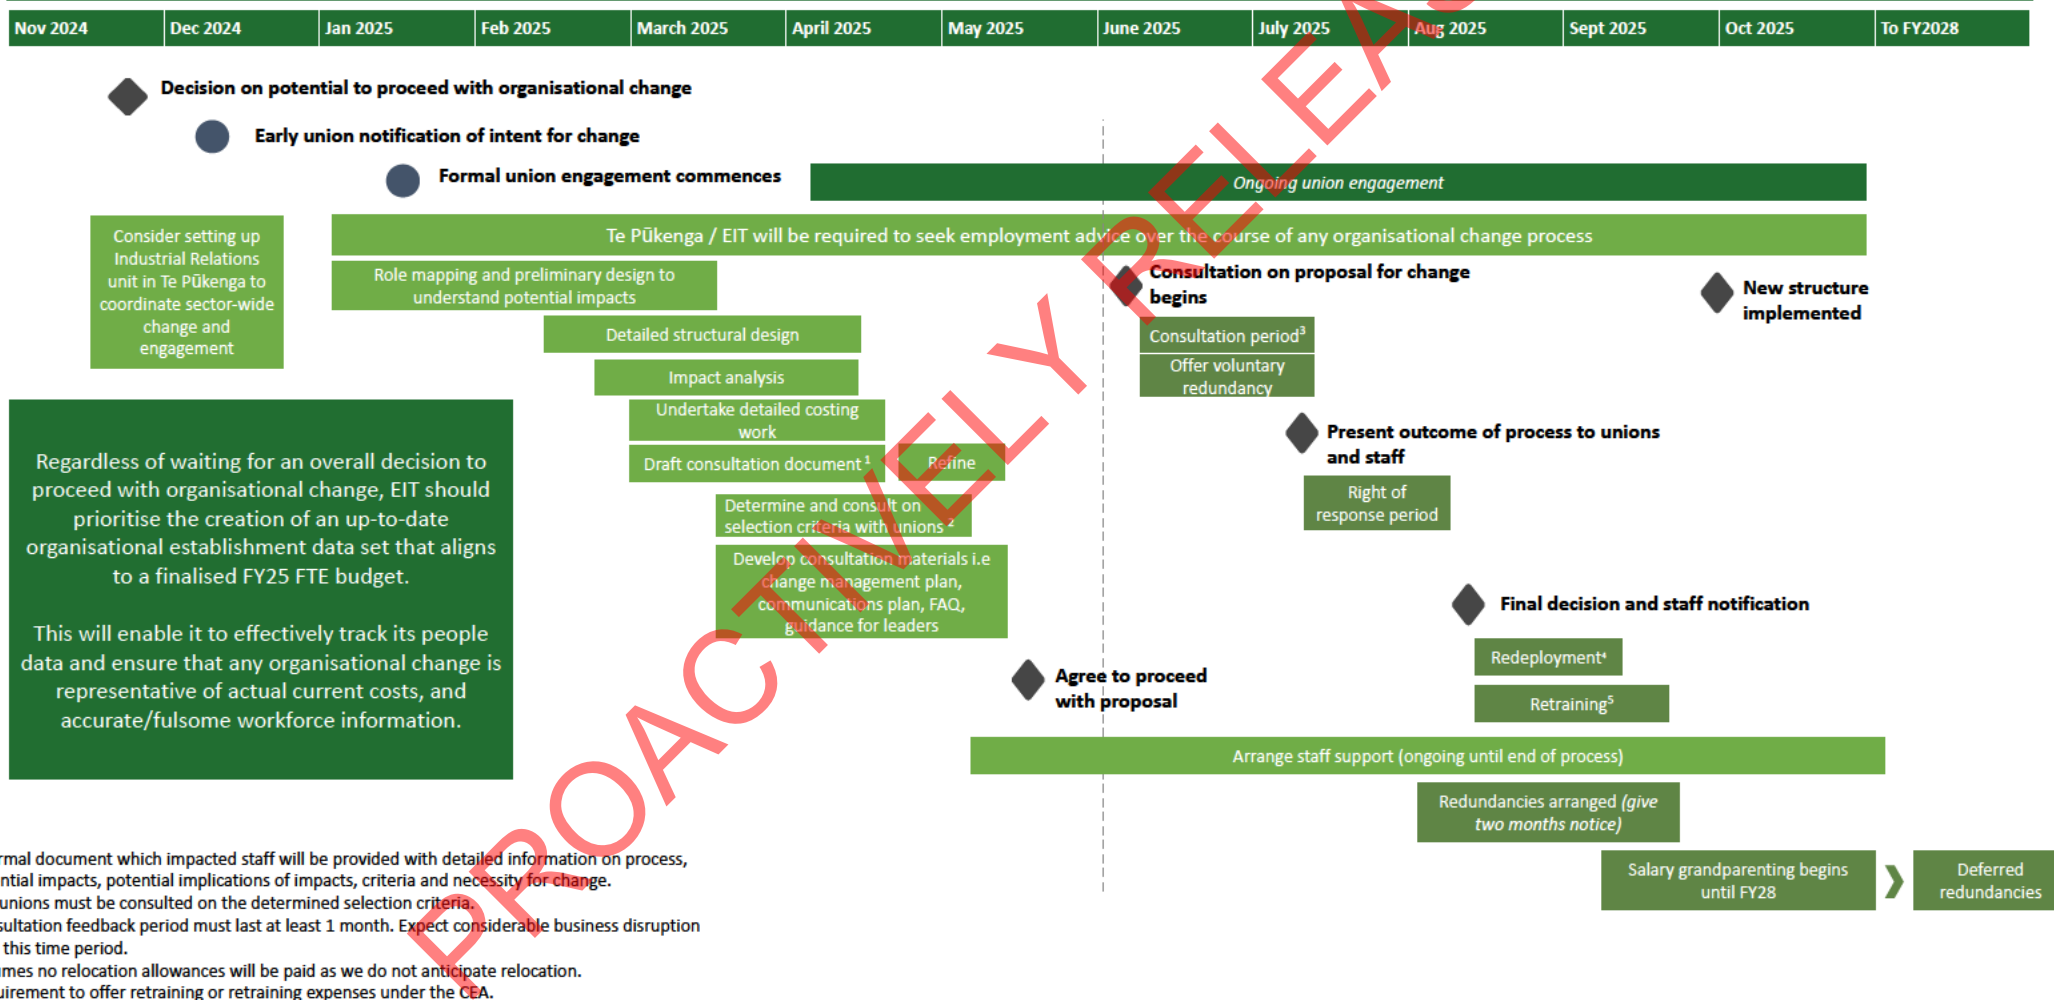 Nov 2024
Dec 2024
Jan 2025
Feb 2025
March 2025
April 2025
May 2025
June 2025
July 2025
Aug 2025
Sept 2025
Oct 2025
To FY2028
Decision on potential to proceed with organisational change
Early union notification of intent for change
Formal union engagement commences
Ongoing union engagement
Consider setting up
Industrial Relations
unit in Te Pūkenga to
coordinate sector-wide
change and
engagement
Te Pūkenga / EIT will be required to seek employment advice over the course of any organisational change process
Role mapping and preliminary design to
understand potential impacts
Consultation on proposal for change
begins
New structure
implemented
Detailed structural design
Consultation period³
Impact analysis
Offer voluntary
redundancy
Undertake detailed costing
work
Draft consultation document ¹
Refine
Present outcome of process to unions
and staff
Right of
response period
Determine and consult on
selection criteria with unions ²
Develop consultation materials i.e
change management plan,
communications plan, FAQ,
guidance for leaders
Regardless of waiting for an overall decision to
proceed with organisational change, EIT should
prioritise the creation of an up-to-date
organisational establishment data set that aligns
to a finalised FY25 FTE budget.
This will enable it to effectively track its people
data and ensure that any organisational change is
representative of actual current costs, and
accurate/fulsome workforce information.
Final decision and staff notification
Redeployment⁴
Retraining⁵
Agree to proceed
with proposal
Arrange staff support (ongoing until end of process)
Redundancies arranged (give
two months notice)
Salary grandparenting begins
until FY28
Deferred
redundancies
rmal document which impacted staff will be provided with detailed information on process,
ntial impacts, potential implications of impacts, criteria and necessity for change.
unions must be consulted on the determined selection criteria.
sultation feedback period must last at least 1 month. Expect considerable business disruption
this time period.
umes no relocation allowances will be paid as we do not anticipate relocation.
uirement to offer retraining or retraining expenses under the CEA.
PROACTIVELY RELEAS